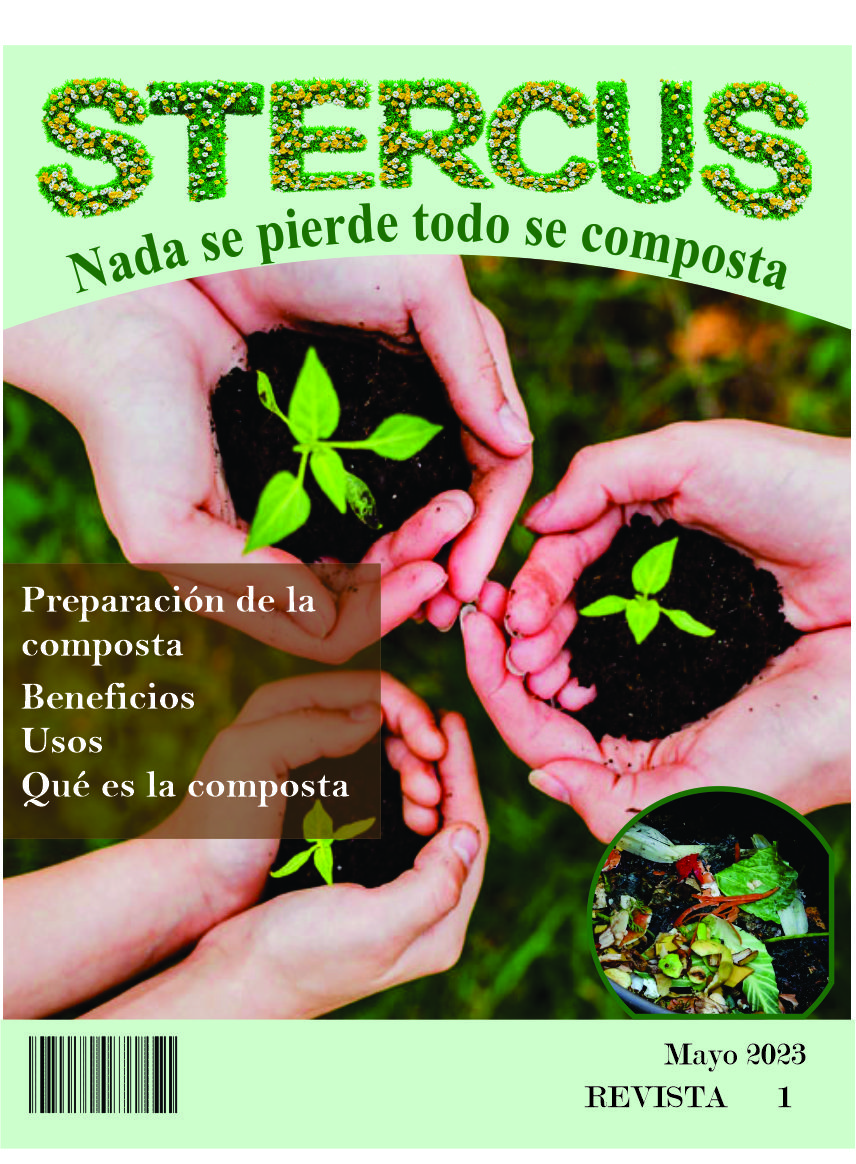 STERCUS
Nada se pierde todo se composta
Preparación de la
composta
Beneficios
Usos
Qué es la composta
Mayo 2023
REVISTA 1